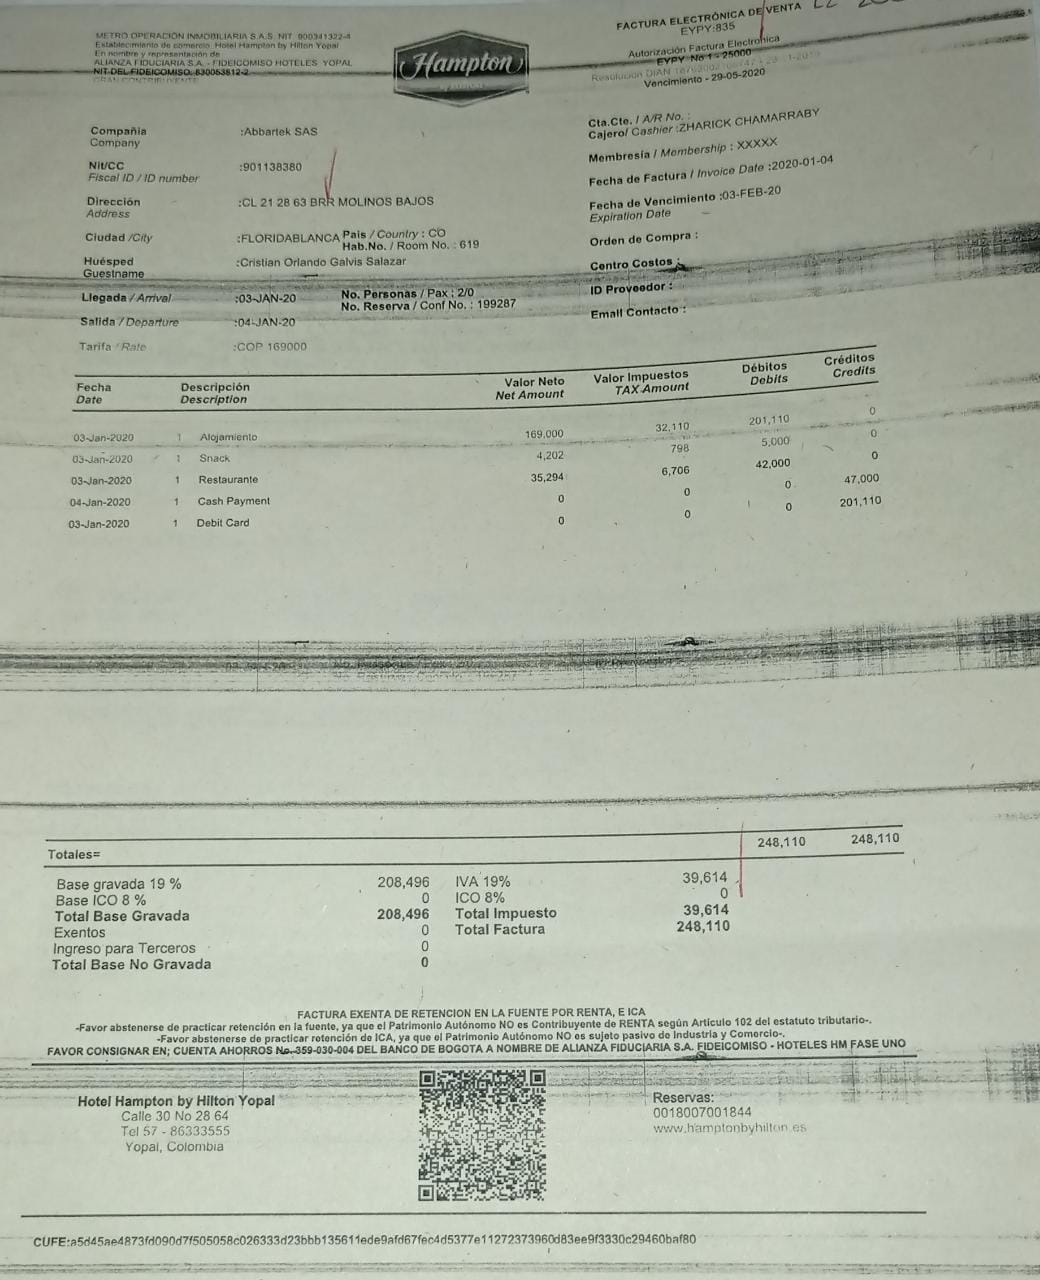 METRO OPERACION INMOBILIARIA S.A.S. NIT 900341322-4
Establecimiento de comercio Hotel Hampton by Hilton Yopal
En nombre y representación de
ALIANZA FIDUCIARIA S.A. - FIDEICOMISO HOTELES YOPAL
NIT DEL FIDEICOMISO: 830053812-2
GRAN CONTRIBUYENTE
Hampton
FACTURA ELECTRÓNICA DE VENTA
EYPY:835
Autorización Factura Electrónica
EYPY No 1 - 25000
Resolución DIAN
Vencimiento - 29-05-2020
Compañia :Abbartek SAS
Company
Nit/CC :901138380
Fiscal ID / ID number
Dirección :CL 21 28 63 BRR MOLINOS BAJOS
Address
Ciudad /City :FLORIDABLANCA Pais / Country : CO
Hab.No. / Room No. : 619
Huésped :Cristian Orlando Galvis Salazar
Guestname
Llegada / Arrival :03-JAN-20 No. Personas / Pax : 2/0
No. Reserva / Conf No. : 199287
Salida / Departure :04-JAN-20
Tarifa / Rate :COP 169000
Cta.Cte. / A/R No. :
Cajero/ Cashier :ZHARICK CHAMARRABY
Membresía / Membership : XXXXX
Fecha de Factura / Invoice Date :2020-01-04
Fecha de Vencimiento :03-FEB-20
Expiration Date
Orden de Compra :
Centro Costos :
ID Proveedor :
Email Contacto :
Fecha Descripción Valor Neto Valor Impuestos Débitos Créditos
Date Description Net Amount TAX Amount Debits Credits
03-Jan-2020 1 Alojamiento 169,000 32,110 201,110 0
03-Jan-2020 1 Snack 4,202 798 5,000 0
03-Jan-2020 1 Restaurante 35,294 6,706 42,000 0
04-Jan-2020 1 Cash Payment 0 0 0 47,000
03-Jan-2020 1 Debit Card 0 0 0 201,110
Totales= 248,110 248,110
Base gravada 19 % 208,496 IVA 19% 39,614
Base ICO 8 % 0 ICO 8% 0
Total Base Gravada 208,496 Total Impuesto 39,614
Exentos 0 Total Factura 248,110
Ingreso para Terceros 0
Total Base No Gravada 0
FACTURA EXENTA DE RETENCION EN LA FUENTE POR RENTA, E ICA
-Favor abstenerse de practicar retención en la fuente, ya que el Patrimonio Autónomo NO es Contribuyente de RENTA según Articulo 102 del estatuto tributario-.
-Favor abstenerse de practicar retención de ICA, ya que el Patrimonio Autónomo NO es sujeto pasivo de Industria y Comercio-.
FAVOR CONSIGNAR EN; CUENTA AHORROS No. 359-030-004 DEL BANCO DE BOGOTA A NOMBRE DE ALIANZA FIDUCIARIA S.A. FIDEICOMISO - HOTELES HM FASE UNO
Hotel Hampton by Hilton Yopal
Calle 30 No 28 64
Tel 57 - 86333555
Yopal, Colombia
Reservas:
0018007001844
www.hamptonbyhilton.es
CUFE:a5d45ae4873fd090d7f505058c026333d23bbb135611ede9afd67fec4d5377e11272373960d83ee9f3330c29460baf80